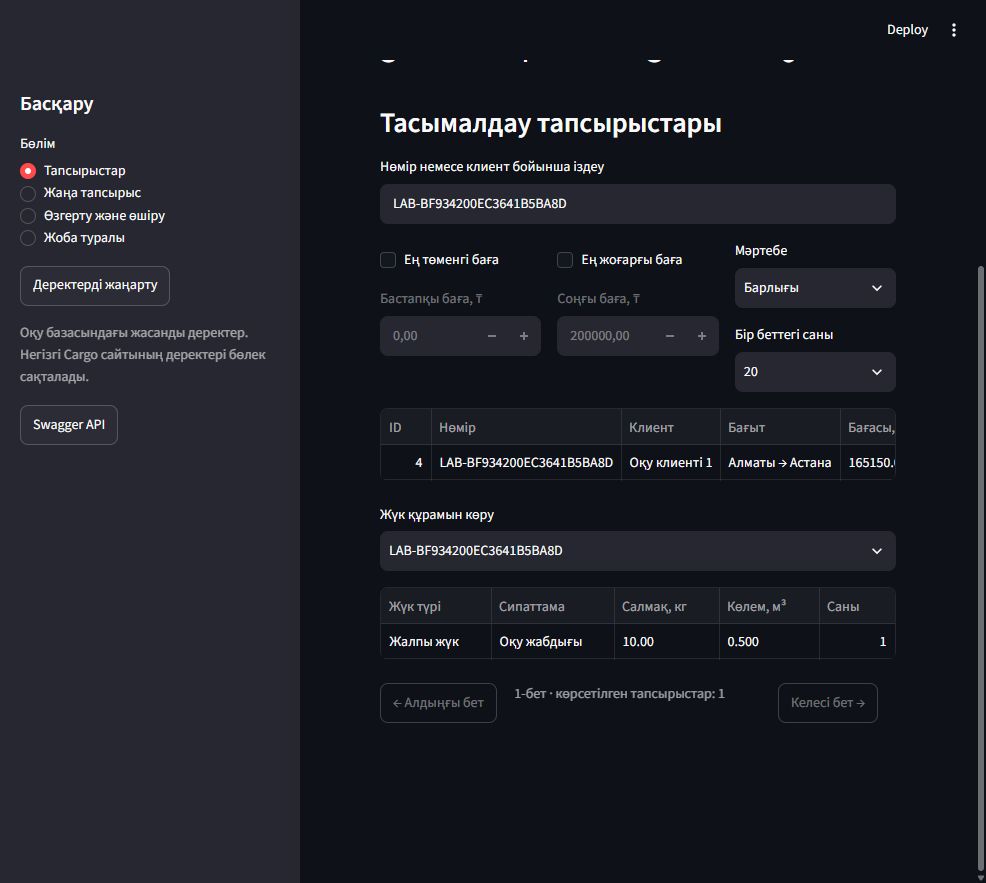 Deploy
Басқару
Бөлім
Тапсырыстар
Жаңа тапсырыс
Өзгерту және өшіру
Жоба туралы
Деректерді жаңарту
Оқу базасындағы жасанды деректер.
Негізгі Cargo сайтының деректері бөлек
сақталады.
Swagger API
Тасымалдау тапсырыстары
Нөмір немесе клиент бойынша іздеу
LAB-BF934200EC3641B5BA8D
Ең төменгі баға
Ең жоғарғы баға
Мәртебе
Бастапқы баға, ₸
Соңғы баға, ₸
Барлығы
0,00
200000,00
Бір беттегі саны
20
ID Нөмір Клиент Бағыт Бағасы,
4 LAB-BF934200EC3641B5BA8D Оқу клиенті 1 Алматы → Астана 165150.
Жүк құрамын көру
LAB-BF934200EC3641B5BA8D
Жүк түрі Сипаттама Салмақ, кг Көлем, м³ Саны
Жалпы жүк Оқу жабдығы 10.00 0.500 1
← Алдыңғы бет
1-бет · көрсетілген тапсырыстар: 1
Келесі бет →